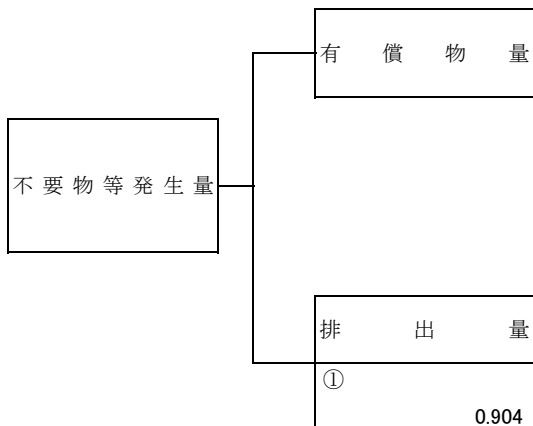 有償物量
不要物等発生量
排出量
①
0.904